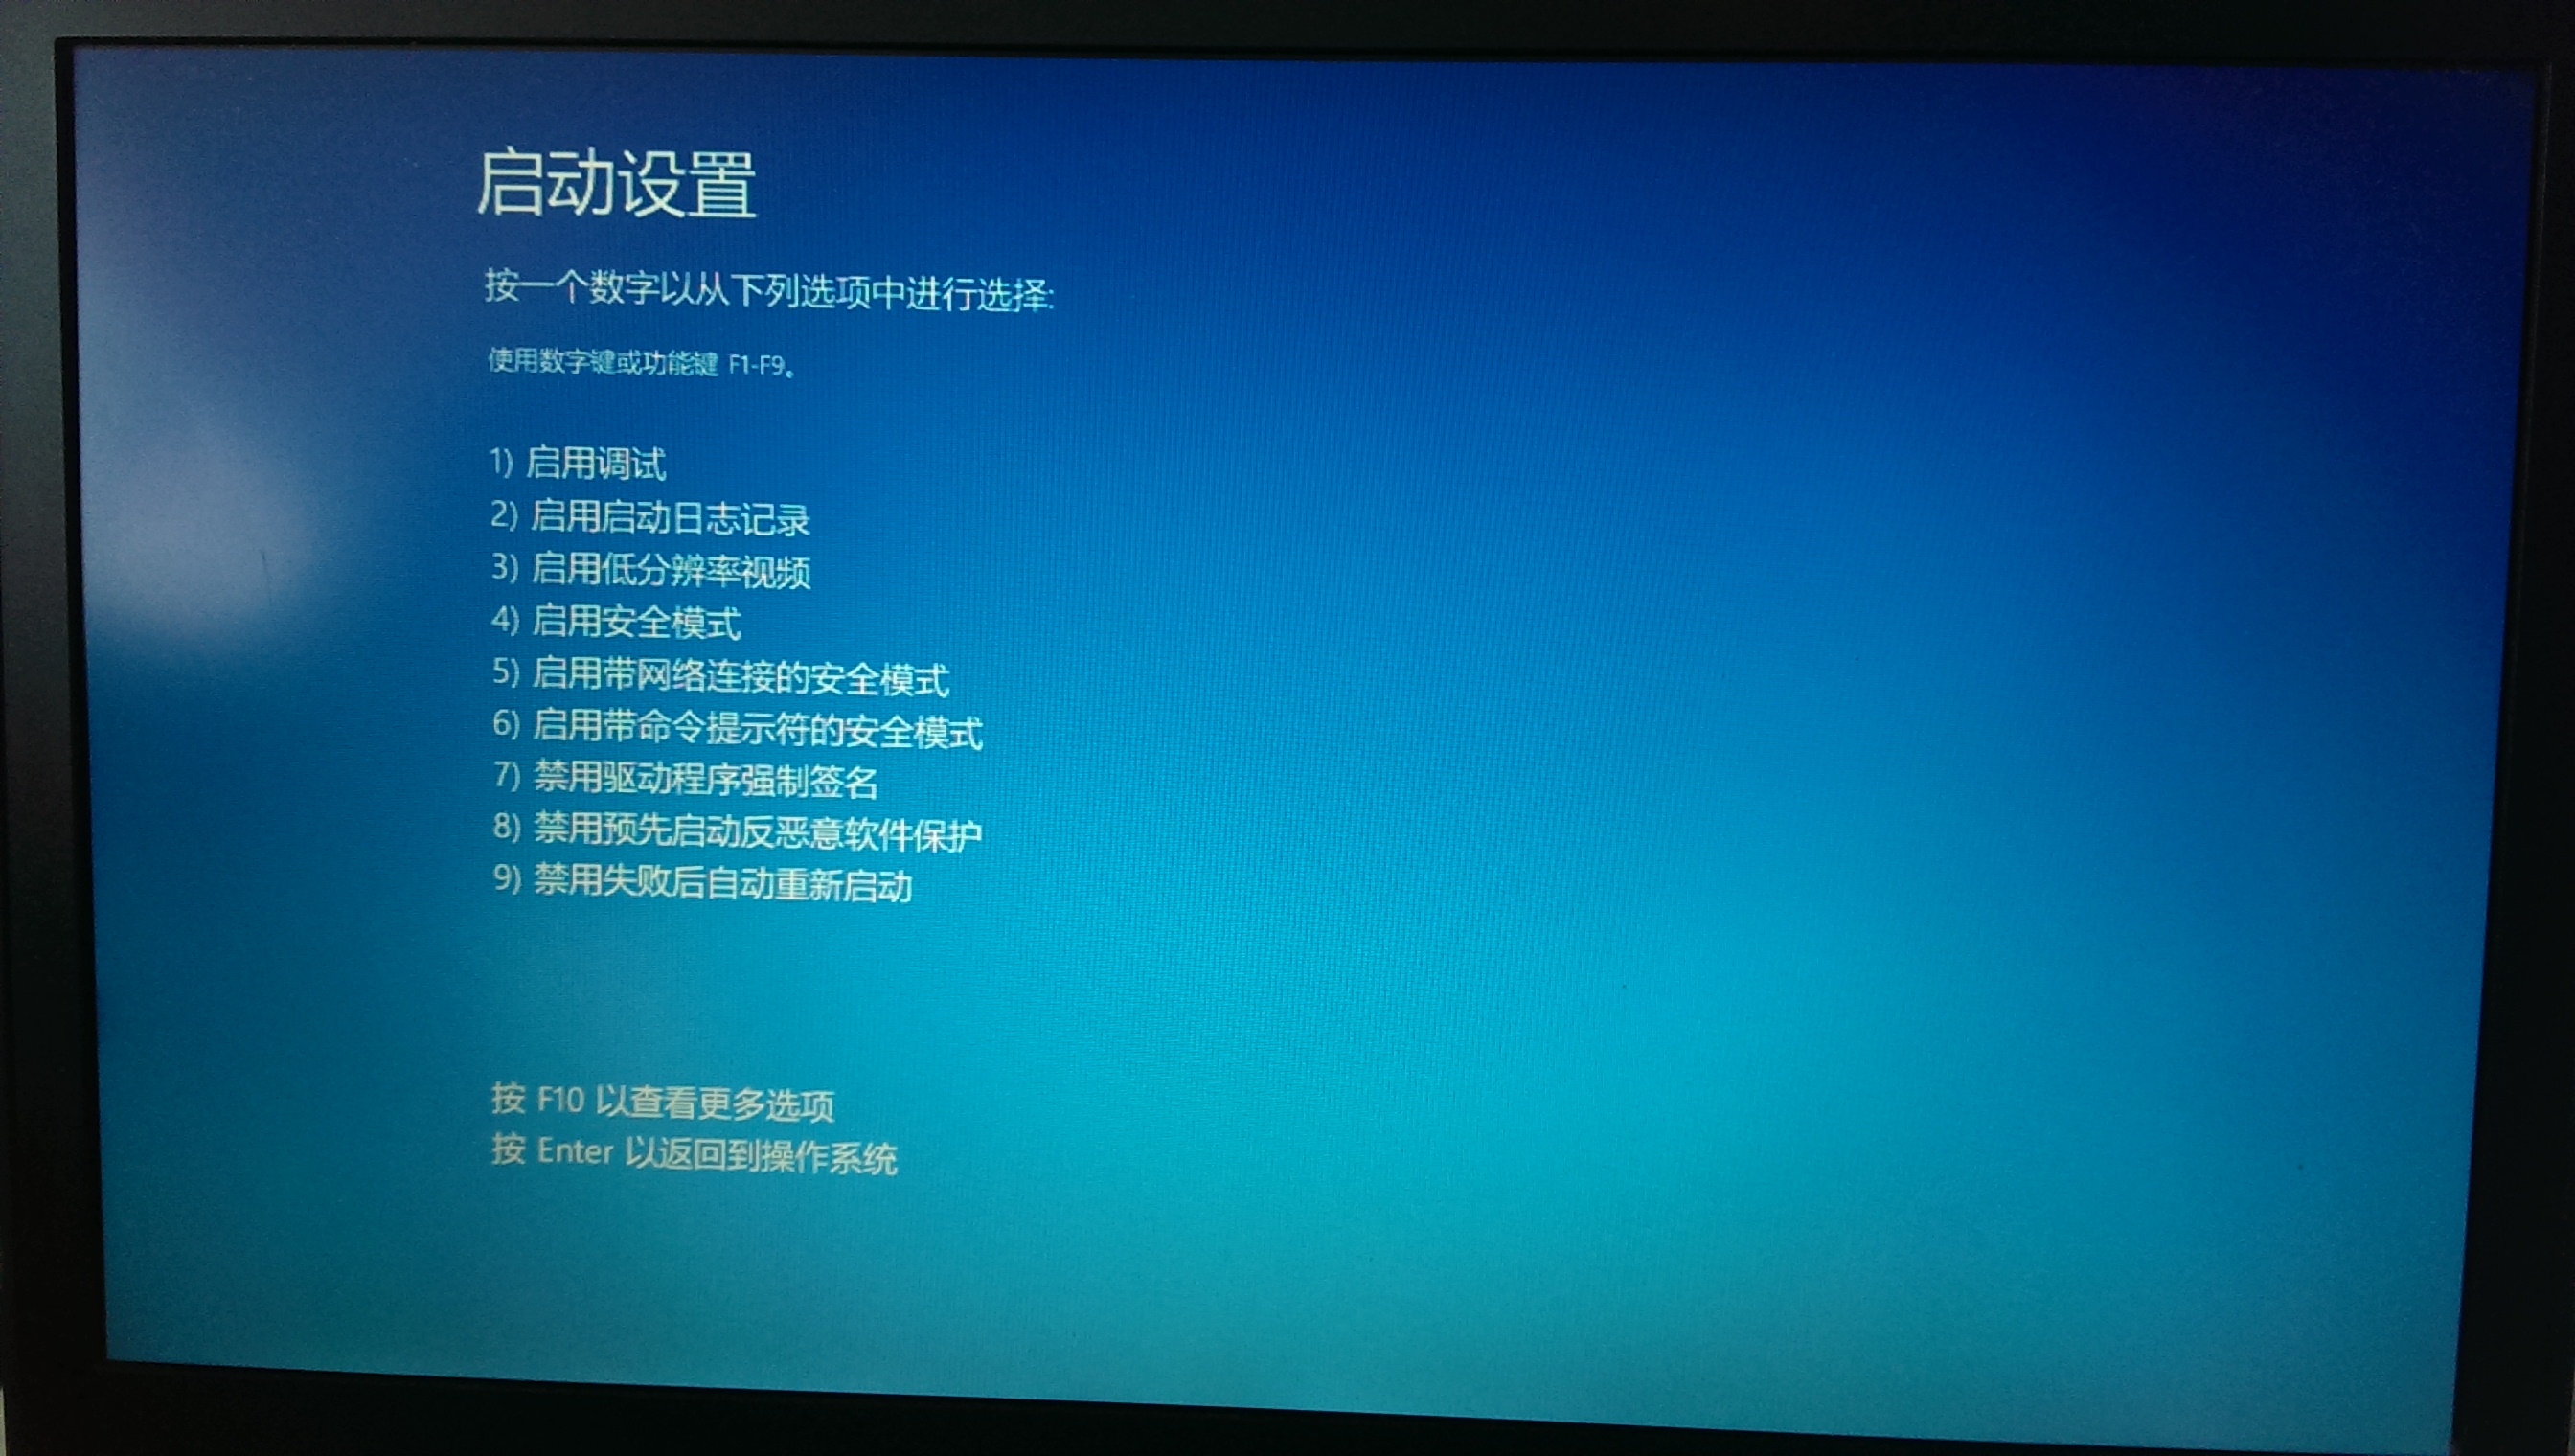 启动设置
按一个数字以从下列选项中进行选择:
使用数字键或功能键 F1-F9。
1) 启用调试
2) 启用启动日志记录
3) 启用低分辨率视频
4) 启用安全模式
5) 启用带网络连接的安全模式
6) 启用带命令提示符的安全模式
7) 禁用驱动程序强制签名
8) 禁用预先启动反恶意软件保护
9) 禁用失败后自动重新启动
按 F10 以查看更多选项
按 Enter 以返回到操作系统